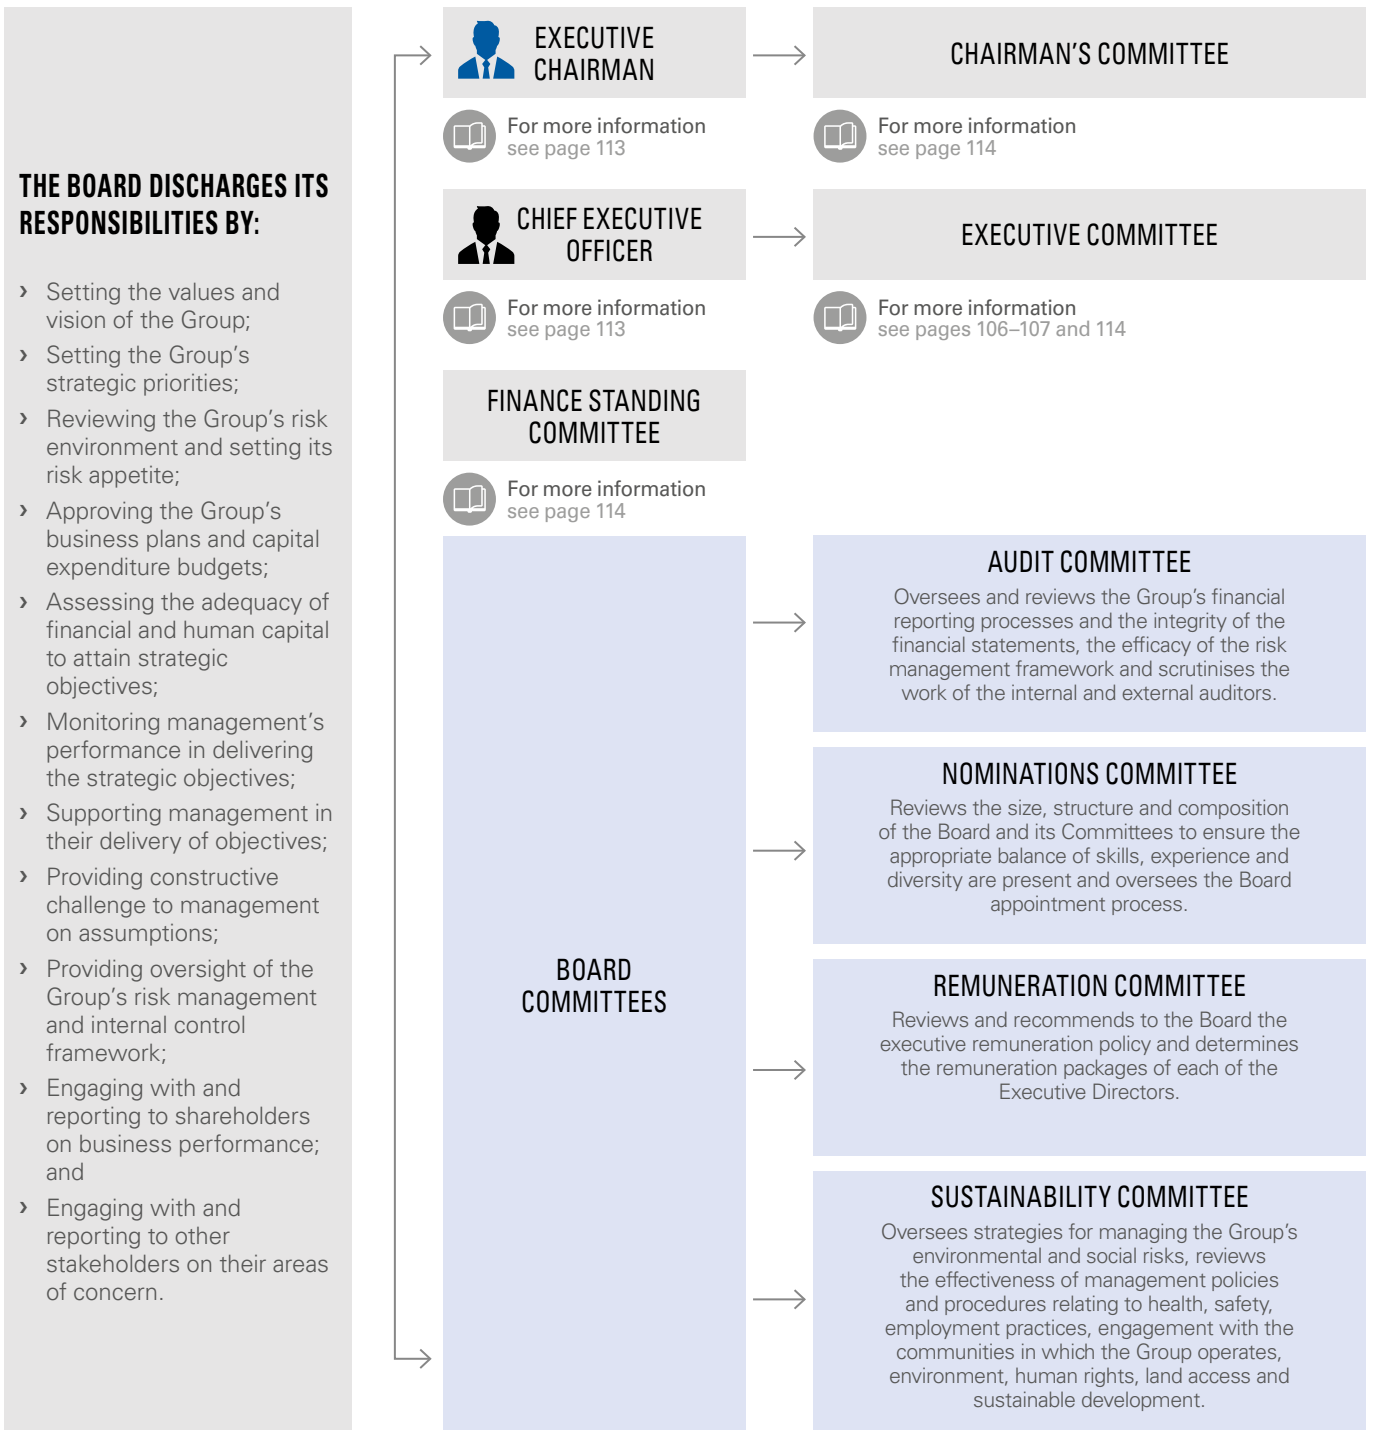 THE BOARD DISCHARGES ITS
RESPONSIBILITIES BY:
› Setting the values and
vision of the Group;
› Setting the Group’s
strategic priorities;
› Reviewing the Group’s risk
environment and setting its
risk appetite;
› Approving the Group’s
business plans and capital
expenditure budgets;
› Assessing the adequacy of
financial and human capital
to attain strategic
objectives;
› Monitoring management’s
performance in delivering
the strategic objectives;
› Supporting management in
their delivery of objectives;
› Providing constructive
challenge to management
on assumptions;
› Providing oversight of the
Group’s risk management
and internal control
framework;
› Engaging with and
reporting to shareholders
on business performance;
and
› Engaging with and
reporting to other
stakeholders on their areas
of concern.
EXECUTIVE
CHAIRMAN
For more information
see page 113
CHAIRMAN’S COMMITTEE
For more information
see page 114
CHIEF EXECUTIVE
OFFICER
For more information
see page 113
EXECUTIVE COMMITTEE
For more information
see pages 106–107 and 114
FINANCE STANDING
COMMITTEE
For more information
see page 114
BOARD
COMMITTEES
AUDIT COMMITTEE
Oversees and reviews the Group’s financial
reporting processes and the integrity of the
financial statements, the efficacy of the risk
management framework and scrutinises the
work of the internal and external auditors.
NOMINATIONS COMMITTEE
Reviews the size, structure and composition
of the Board and its Committees to ensure the
appropriate balance of skills, experience and
diversity are present and oversees the Board
appointment process.
REMUNERATION COMMITTEE
Reviews and recommends to the Board the
executive remuneration policy and determines
the remuneration packages of each of the
Executive Directors.
SUSTAINABILITY COMMITTEE
Oversees strategies for managing the Group’s
environmental and social risks, reviews
the effectiveness of management policies
and procedures relating to health, safety,
employment practices, engagement with the
communities in which the Group operates,
environment, human rights, land access and
sustainable development.